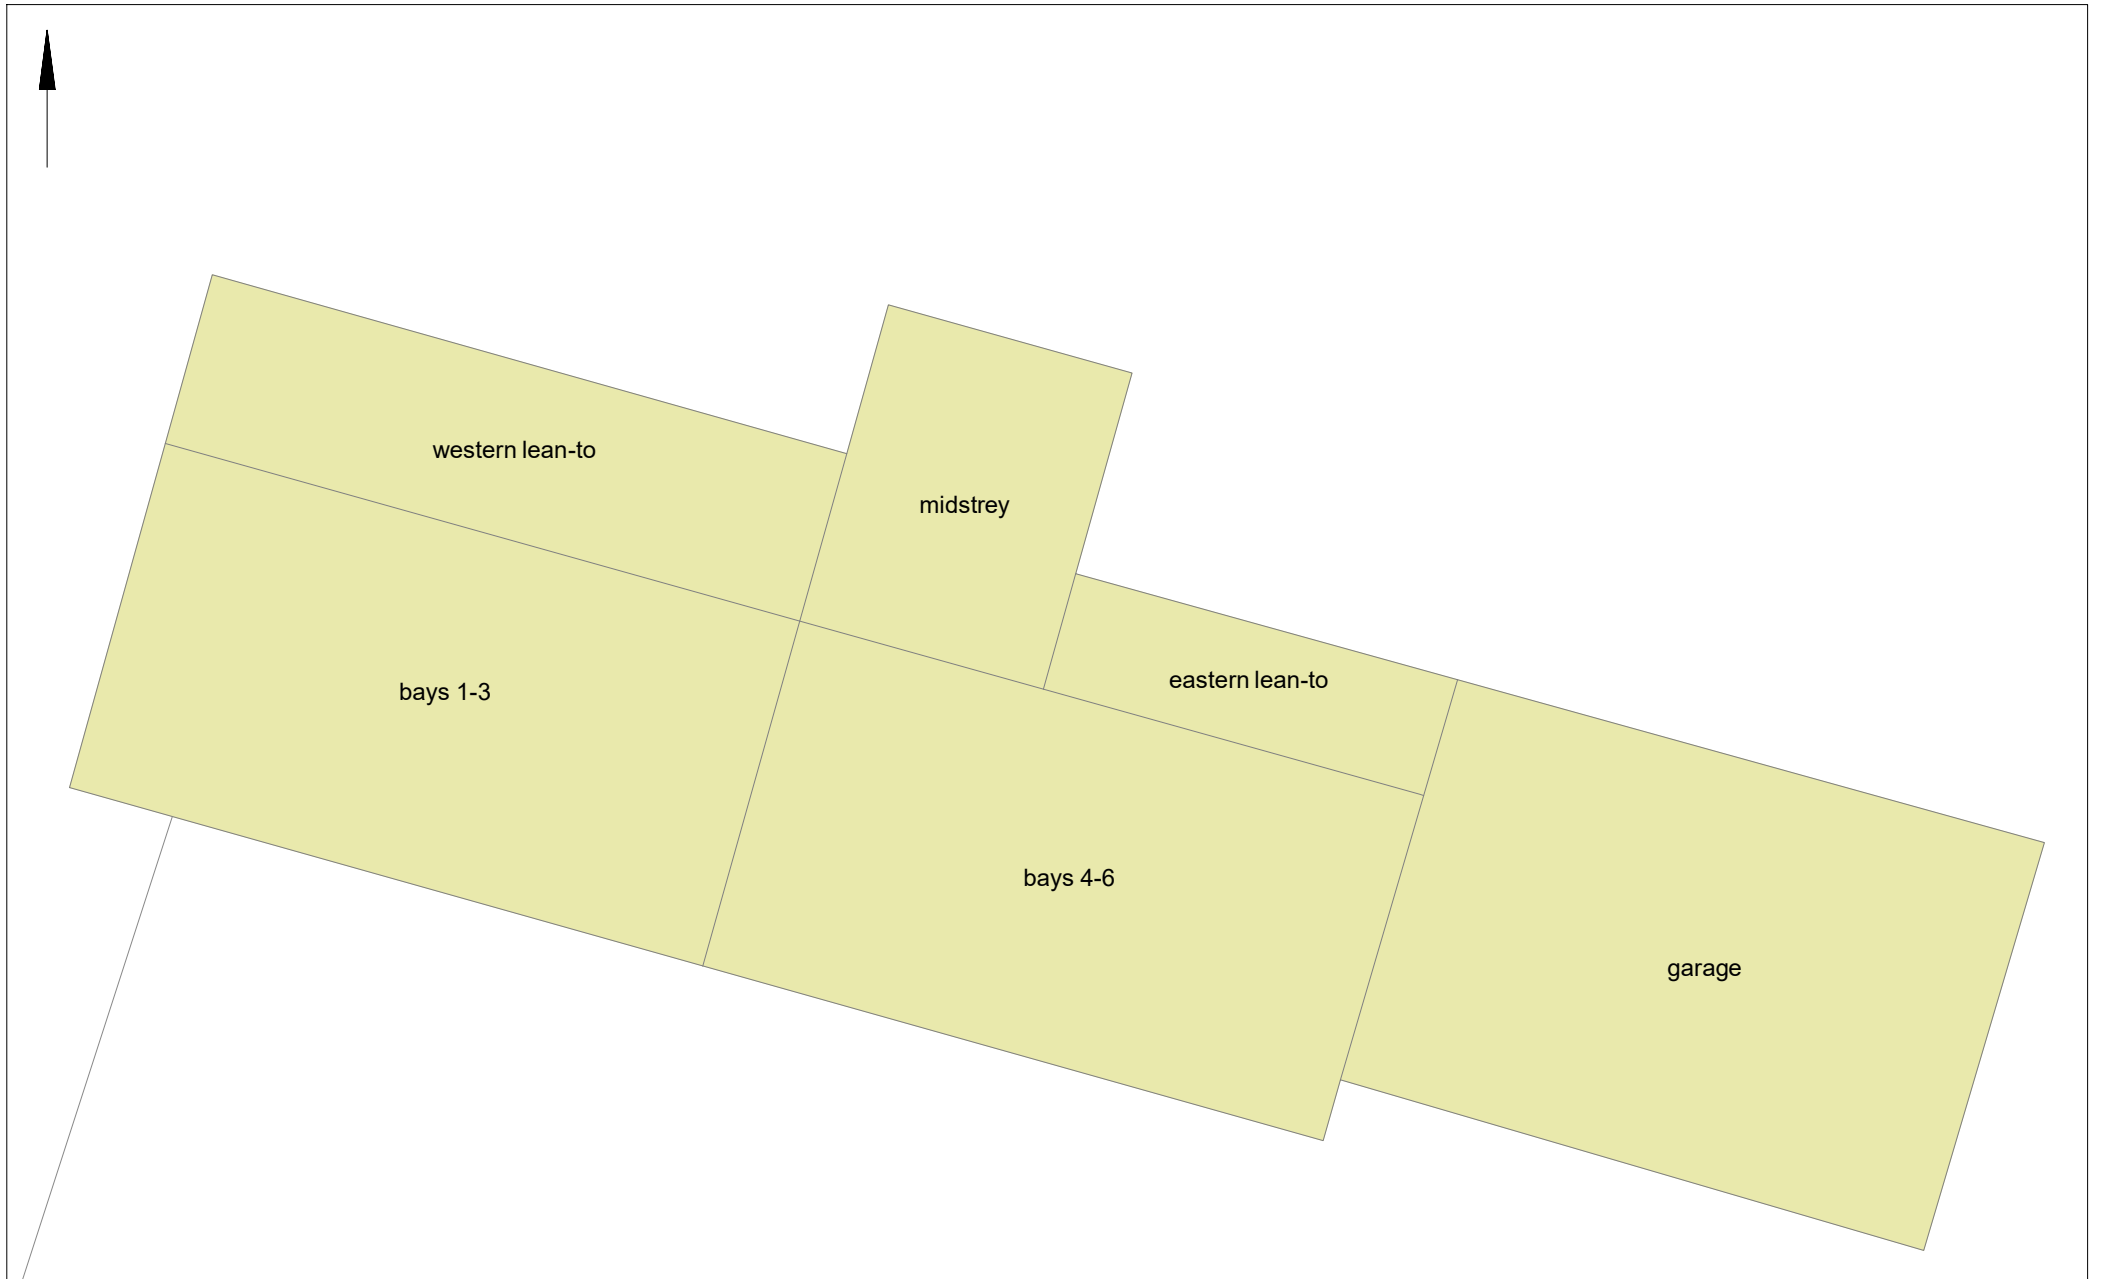 western lean-to
midstrey
eastern lean-to
bays 1-3
bays 4-6
garage